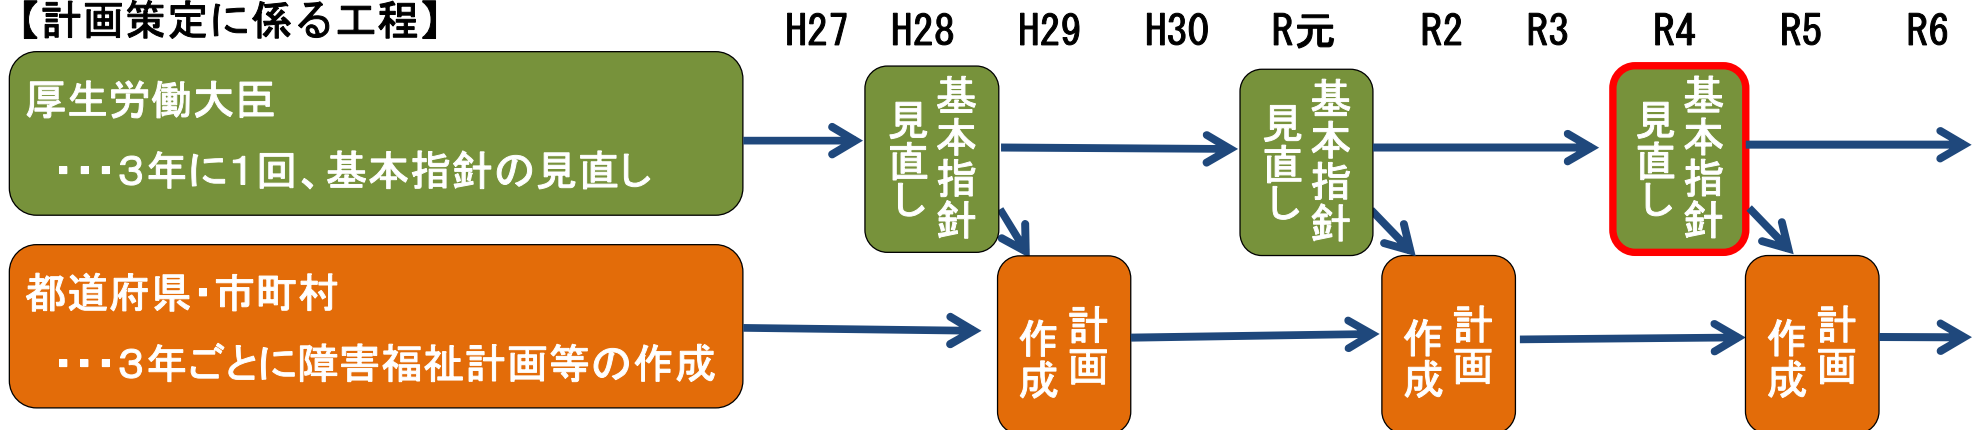 【計画策定に係る工程】
H27 H28 H29 H30 R元 R2 R3 R4 R5 R6
厚生労働大臣
・・・３年に１回、基本指針の見直し
基本指針
見直し
基本指針
見直し
基本指針
見直し
都道府県・市町村
・・・３年ごとに障害福祉計画等の作成
計画
作成
計画
作成
計画
作成